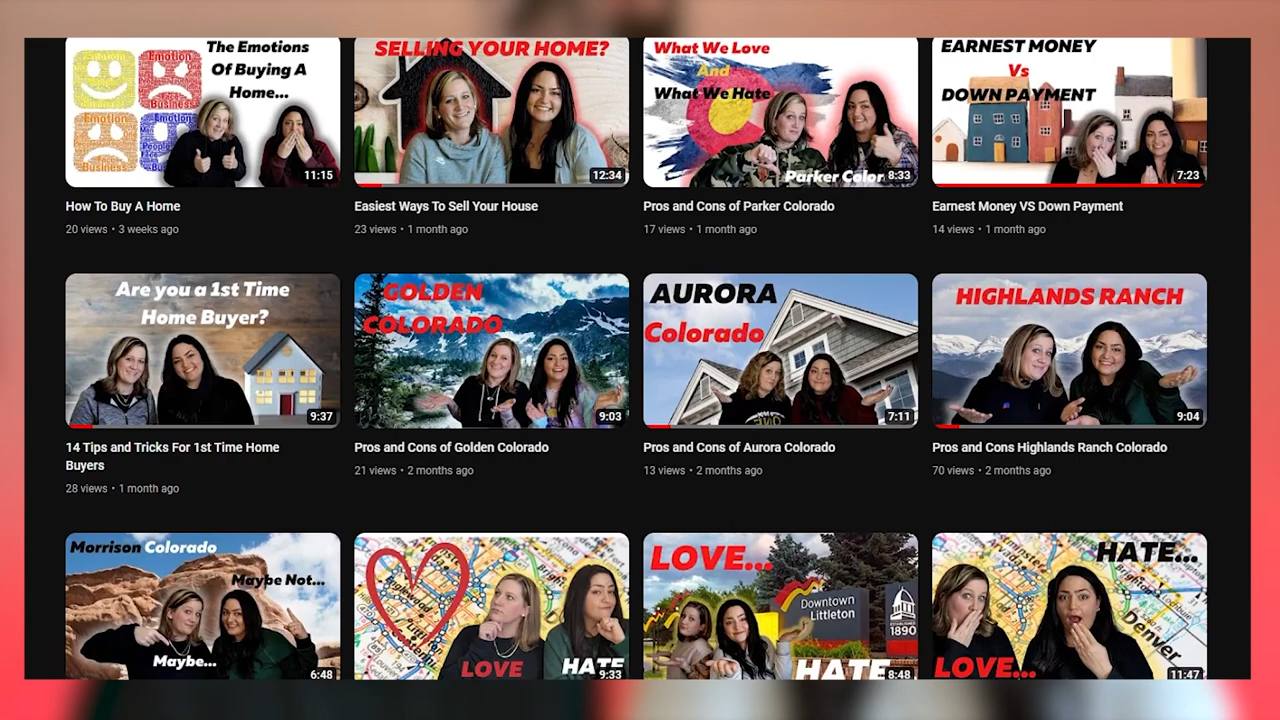 The Emotions
Of Buying A
Home...
Emotion
Emotion
Business
Emotion
Emotion
Business
11:15
SELLING YOUR HOME?
12:34
What We Love
And
What We Hate
Parker Color
8:33
EARNEST MONEY
Vs
DOWN PAYMENT
7:23
How To Buy A Home
20 views • 3 weeks ago
Easiest Ways To Sell Your House
23 views • 1 month ago
Pros and Cons of Parker Colorado
17 views • 1 month ago
Earnest Money VS Down Payment
14 views • 1 month ago
Are you a 1st Time
Home Buyer?
9:37
GOLDEN
COLORADO
9:03
AURORA
Colorado
7:11
HIGHLANDS RANCH
9:04
14 Tips and Tricks For 1st Time Home
Buyers
28 views • 1 month ago
Pros and Cons of Golden Colorado
21 views • 2 months ago
Pros and Cons of Aurora Colorado
13 views • 2 months ago
Pros and Cons Highlands Ranch Colorado
70 views • 2 months ago
Morrison Colorado
Maybe Not...
Maybe...
6:48
LOVE
HATE
9:33
LOVE...
Downtown
Littleton
ESTABLISHED
1890
HATE
8:48
HATE...
Denver
LOVE...
11:47